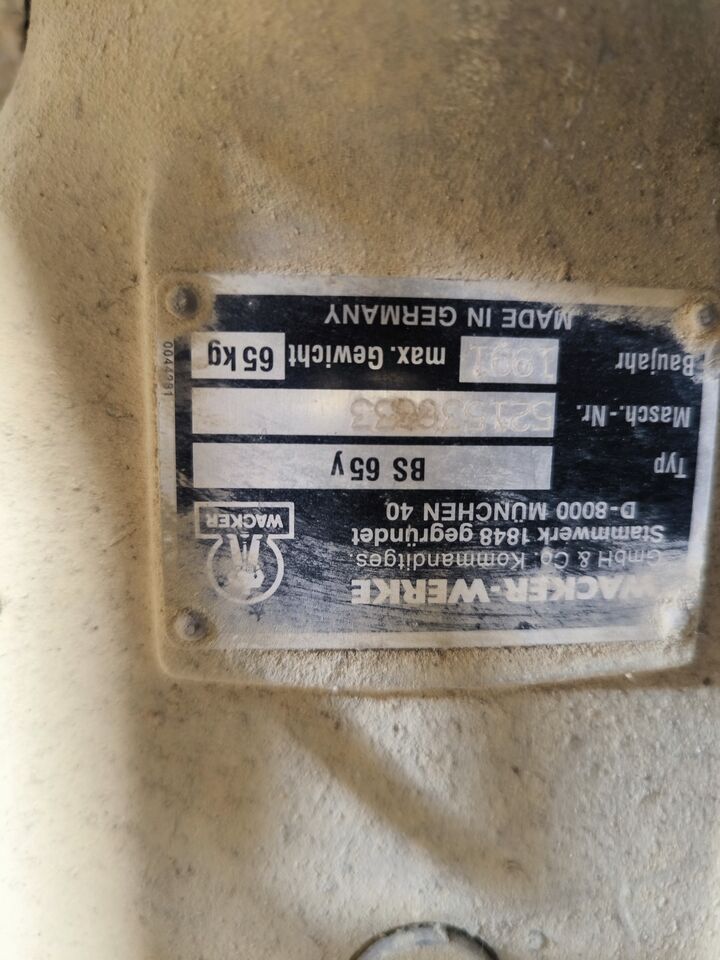 WACKER-WERKE
GmbH & Co. Kommanditges.
Stammwerk 1848 gegründet
D-8000 MÜNCHEN 40
WACKER
Typ BS 65y
Masch.-Nr.
Baujahr 1991 max. Gewicht 65 kg
MADE IN GERMANY